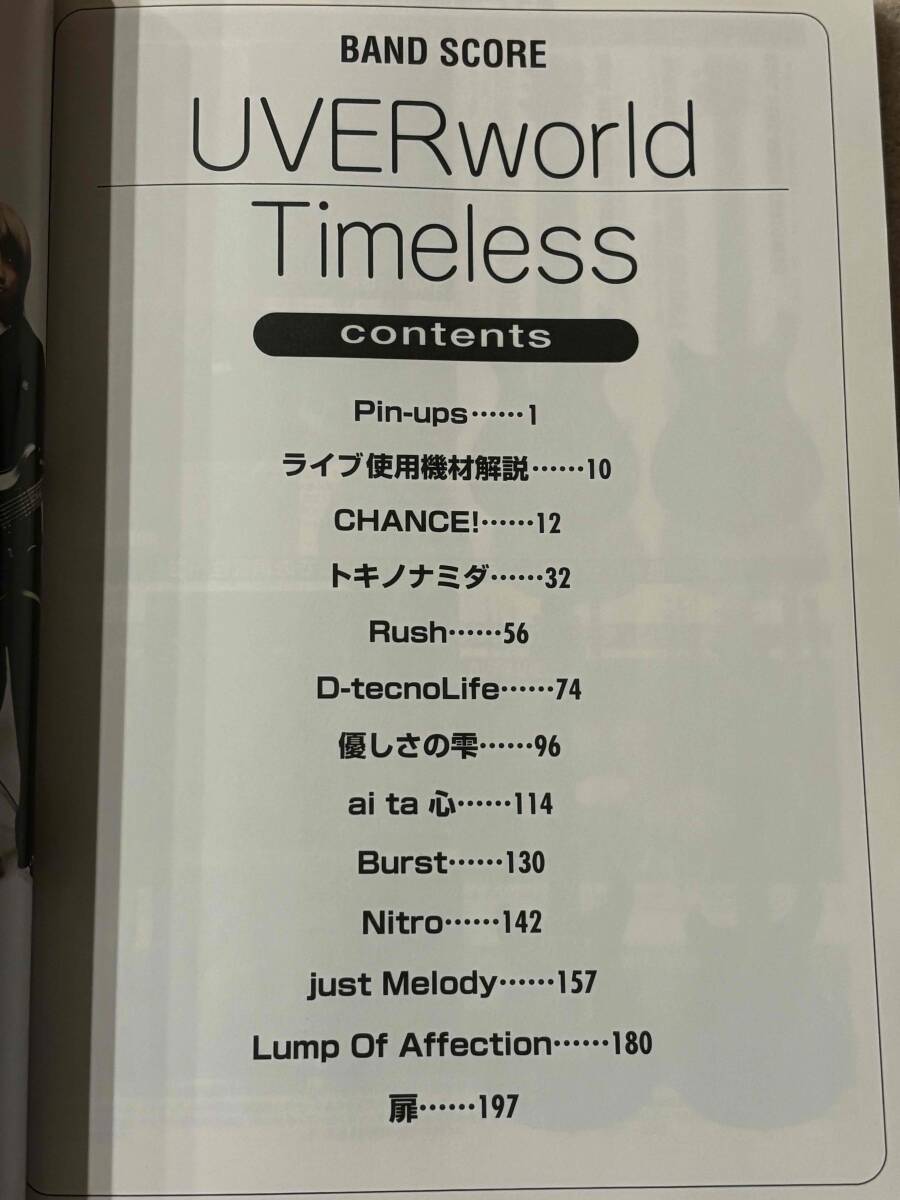 BAND SCORE
UVERworld
Timeless
contents
Pin-ups……1
ライブ使用機材解説……10
CHANCE!……12
トキノナミダ……32
Rush……56
D-tecnoLife……74
優しさの雫……96
ai ta 心……114
Burst……130
Nitro……142
just Melody……157
Lump Of Affection……180
扉……197